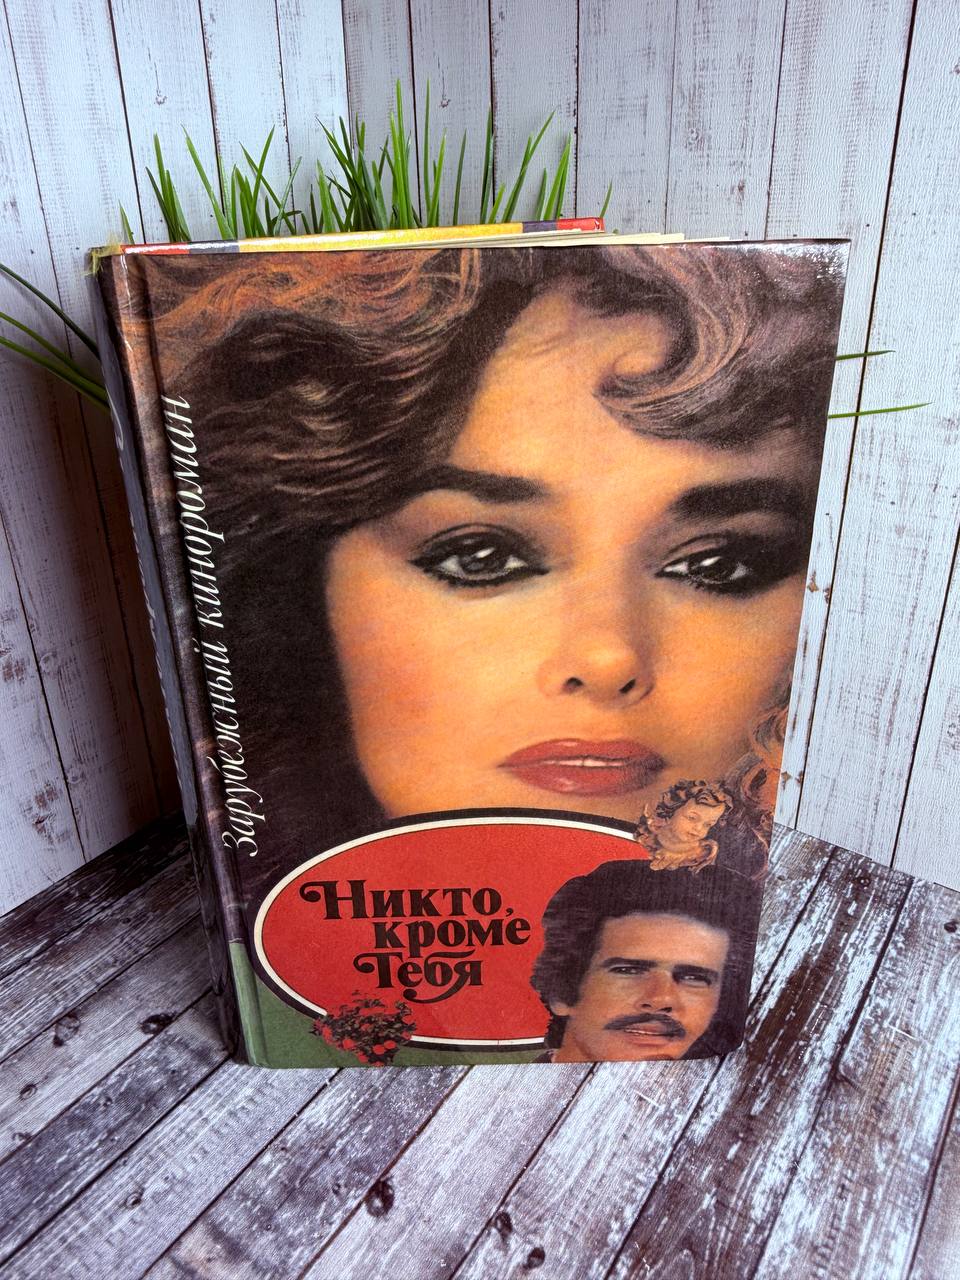 Зарубежный кинороман
Никто,
кроме
Тебя